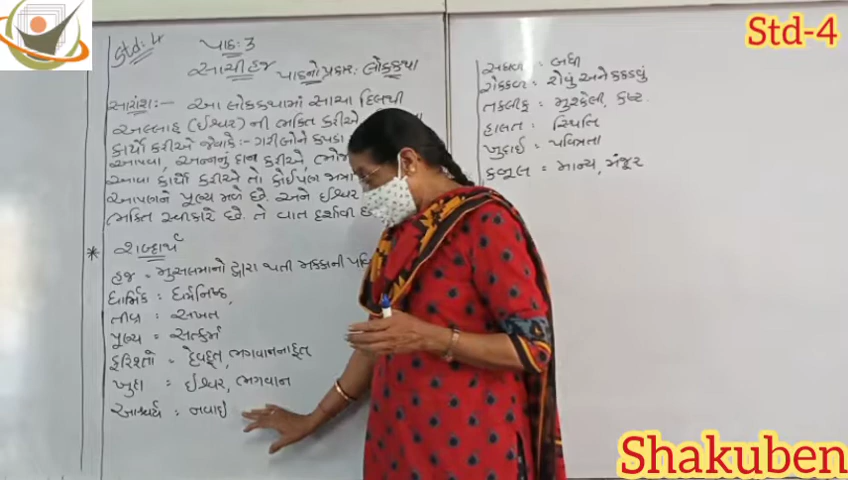 Std-4
Std: 4
પાઠ: 3
સાચી હજ પાઠનો પ્રકાર: લોકકથા
સારાંશ:- આ લોકકથામાં સાચા દિલથી
અલ્લાહ (ઈશ્વર) ની ભક્તિ કરીએ
કાર્યો કરીએ જેવાકે:- ગરીબોને કપડા
આપવા, અન્નનું દાન કરીએ,
આવા કાર્યો કરીએ તો કોઈપણ
આપણને પૂણ્ય મળે છે. અને ઈશ્વર
ભક્તિ સ્વીકારે છે. તે વાત દર્શાવી છે
* શબ્દાર્થ
હજ = મુસલમાનો દ્વારા થતી મક્કાની
ધાર્મિક : ધર્મનિષ્ઠ,
તીવ્ર : સખત
પૂણ્ય = સત્કર્મ
ફરિશ્તો = દેવદૂત, ભગવાનનાદૂત
ખુદા = ઈશ્વર, ભગવાન
આશ્ચર્ય : નવાઈ
સઘળ : બધી
રોકકળ : રોવું અને કકળવું
તકલીફ : મુશ્કેલી, કષ્ટ.
હાલત : સ્થિતિ
ખુદાઈ : પવિત્રતા
કબૂલ = માન્ય, મંજૂર
Shakuben